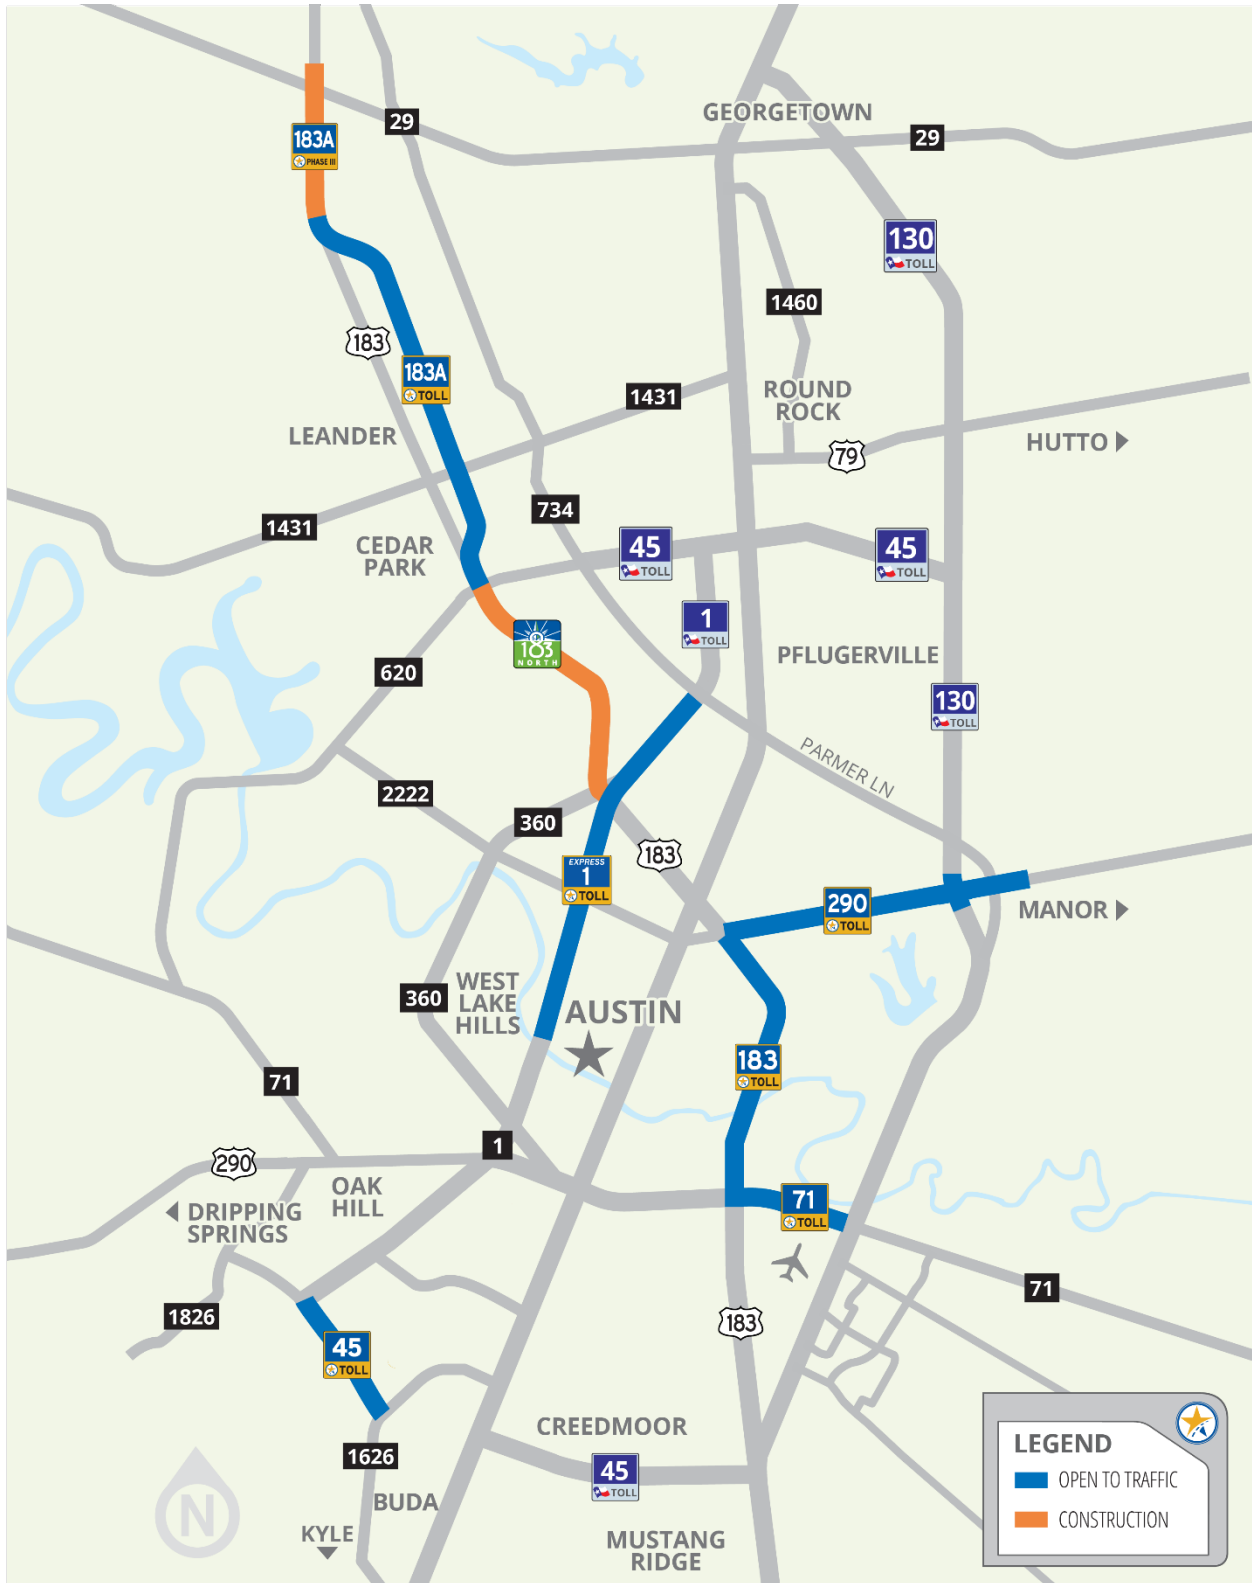 GEORGETOWN
29
29
183A
PHASE III
130
TOLL
1460
183
183A
TOLL
1431
ROUND
ROCK
LEANDER
HUTTO
79
734
1431
CEDAR
PARK
45
TOLL
45
TOLL
1
TOLL
183
NORTH
PFLUGERVILLE
620
130
TOLL
PARMER LN
2222
360
183
EXPRESS
1
TOLL
290
TOLL
MANOR
WEST
LAKE
HILLS
360
AUSTIN
183
TOLL
71
1
290
OAK
HILL
71
TOLL
DRIPPING
SPRINGS
71
1826
183
45
TOLL
CREEDMOOR
1626
45
TOLL
BUDA
N
KYLE
MUSTANG
RIDGE
LEGEND
OPEN TO TRAFFIC
CONSTRUCTION